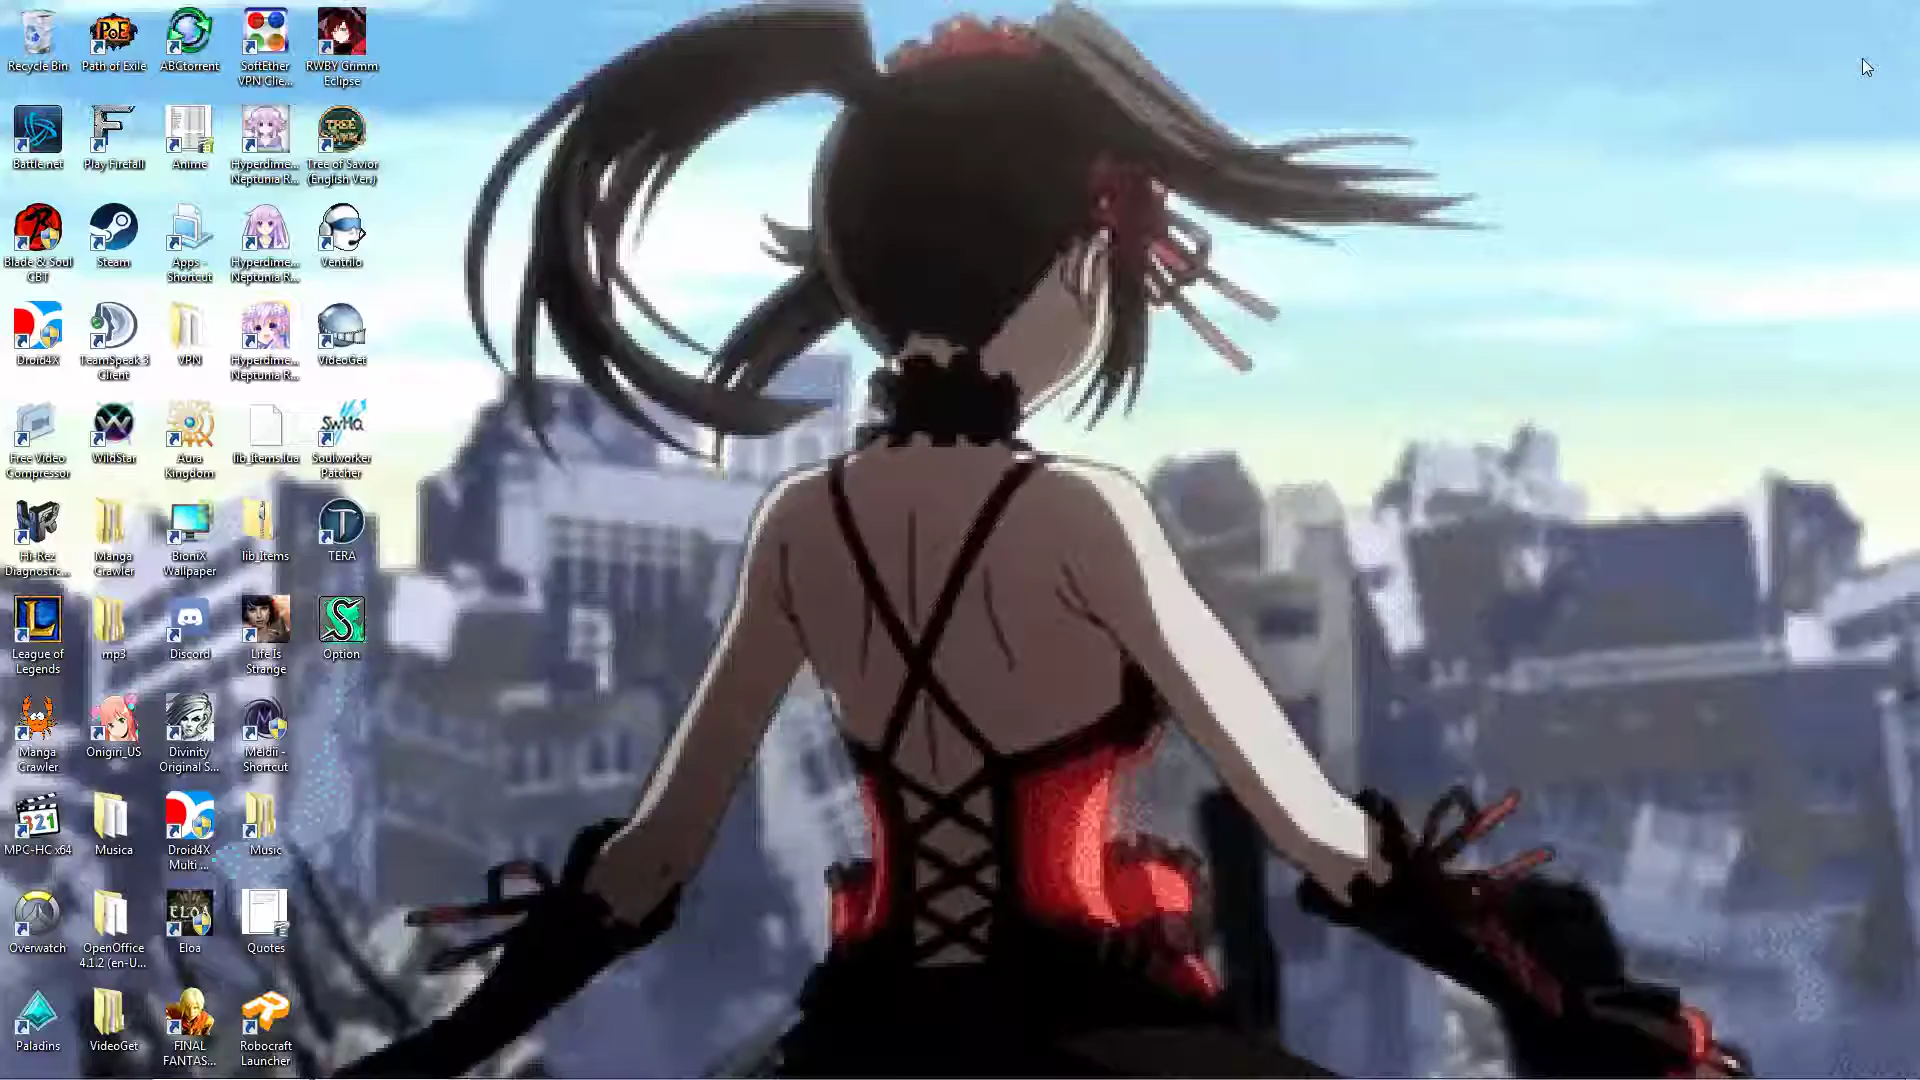 Recycle Bin
Path of Exile
ABCtorrent
SoftEther
VPN Clie...
RWBY Grimm
Eclipse
Battle.net
Play Firefall
Anime
Hyperdime...
Neptunia R...
Tree of Savior
(English Ver.)
Blade & Soul
CBT
Steam
Apps -
Shortcut
Hyperdime...
Neptunia R...
Ventrilo
Droid4X
TeamSpeak 3
Client
VPN
Hyperdime...
Neptunia R...
VideoGet
Free Video
Compressor
WildStar
Aura
Kingdom
lib_Items.lua
Soulworker
Patcher
Hi-Rez
Diagnostic...
Manga
Crawler
BioniX
Wallpaper
lib_Items
TERA
League of
Legends
mp3
Discord
Life Is
Strange
Option
Manga
Crawler
Onigiri_US
Divinity
Original S...
Meldii -
Shortcut
MPC-HC x64
Musica
Droid4X
Multi ...
Music
Overwatch
OpenOffice
4.1.2 (en-U...
Eloa
Quotes
Paladins
VideoGet
FINAL
FANTAS...
Robocraft
Launcher